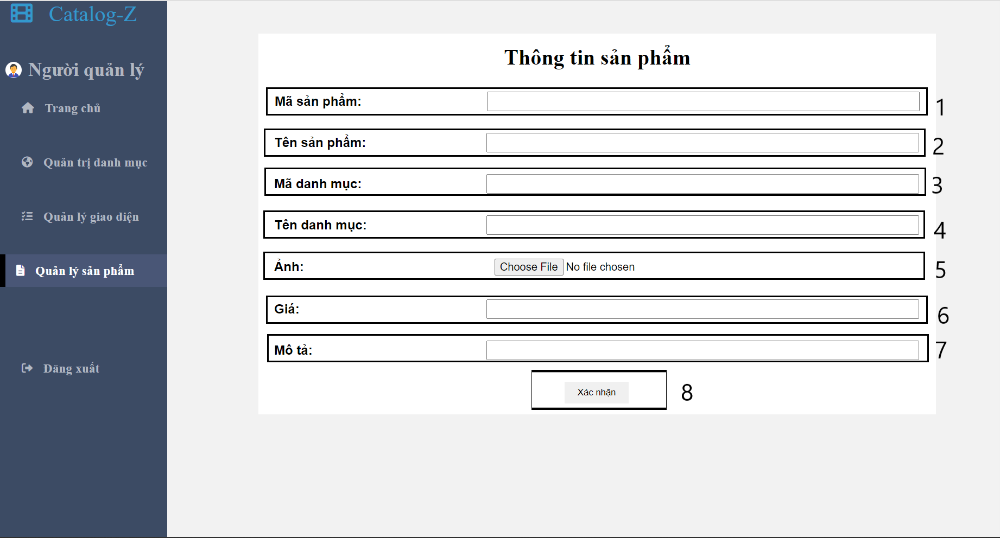 Catalog-Z
Người quản lý
Trang chủ
Quản trị danh mục
Quản lý giao diện
Quản lý sản phẩm
Đăng xuất
Thông tin sản phẩm
Mã sản phẩm: 1
Tên sản phẩm: 2
Mã danh mục: 3
Tên danh mục: 4
Ảnh: Choose File No file chosen 5
Giá: 6
Mô tả: 7
Xác nhận 8